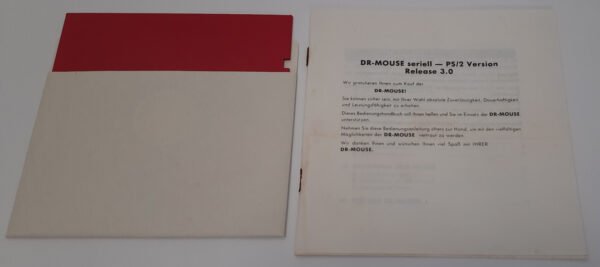 DR-MOUSE seriell — PS/2 Version
Release 3.0
Wir gratulieren Ihnen zum Kauf der
DR-MOUSE!
Sie können sicher sein, mit Ihrer Wahl absolute Zuverlässigkeit, Dauerhaftigkeit
und Leistungsfähigkeit zu erhalten.
Dieses Bedienungshandbuch soll Ihnen helfen und Sie im Einsatz der DR-MOUSE
unterstützen.
Nehmen Sie diese Bedienungsanleitung öfters zur Hand, um mit den vielfältigen
Möglichkeiten der DR-MOUSE vertraut zu werden.
Wir danken Ihnen und wünschen Ihnen viel Spaß mit IHRER
DR-MOUSE.